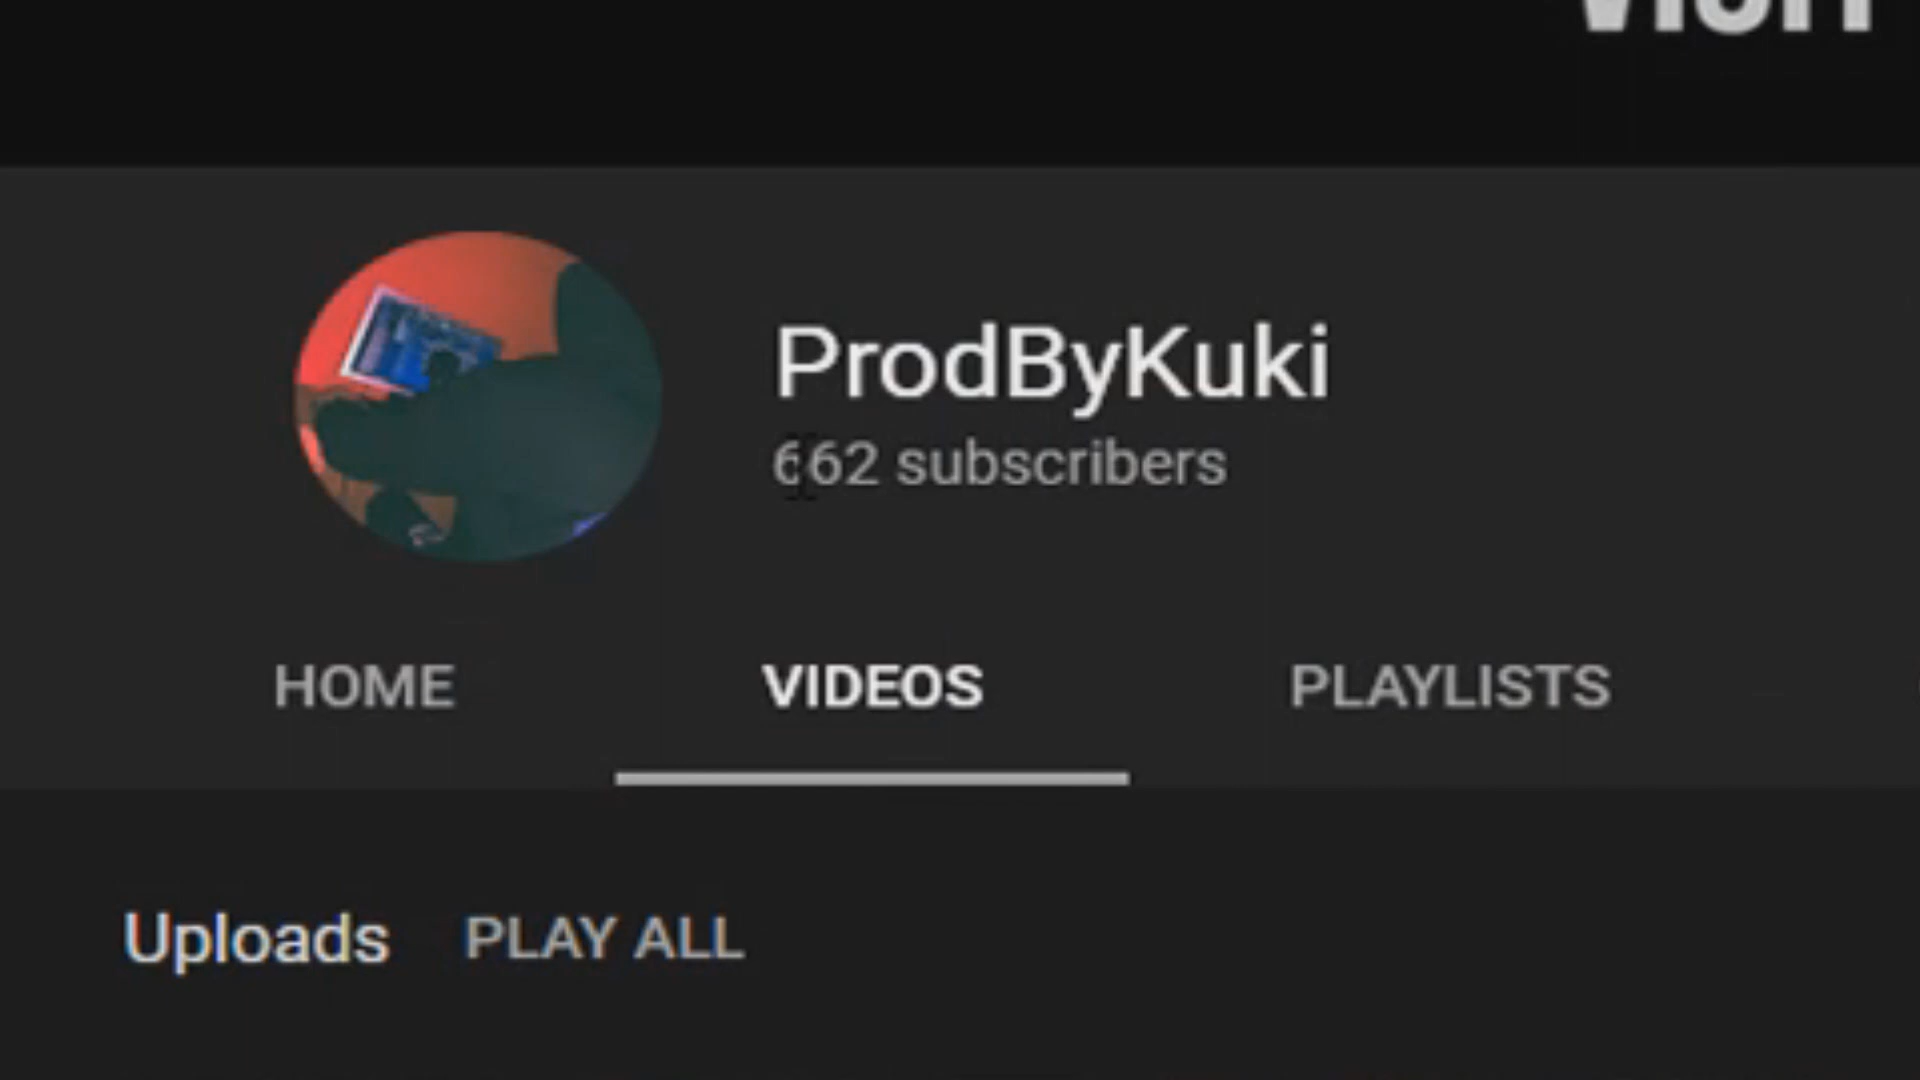 ProdByKuki
662 subscribers
HOME VIDEOS PLAYLISTS
Uploads PLAY ALL